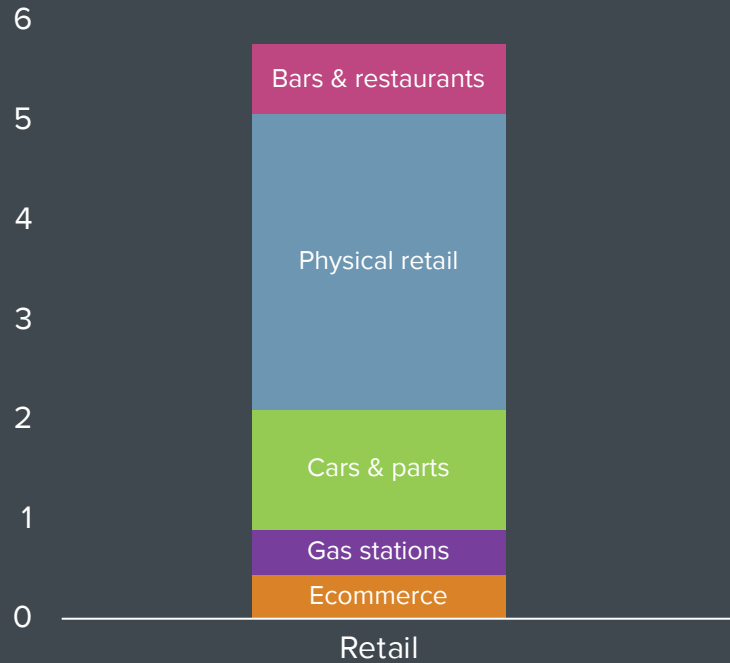 6
Bars & restaurants
5
4
Physical retail
3
2
Cars & parts
1
Gas stations
Ecommerce
0
Retail